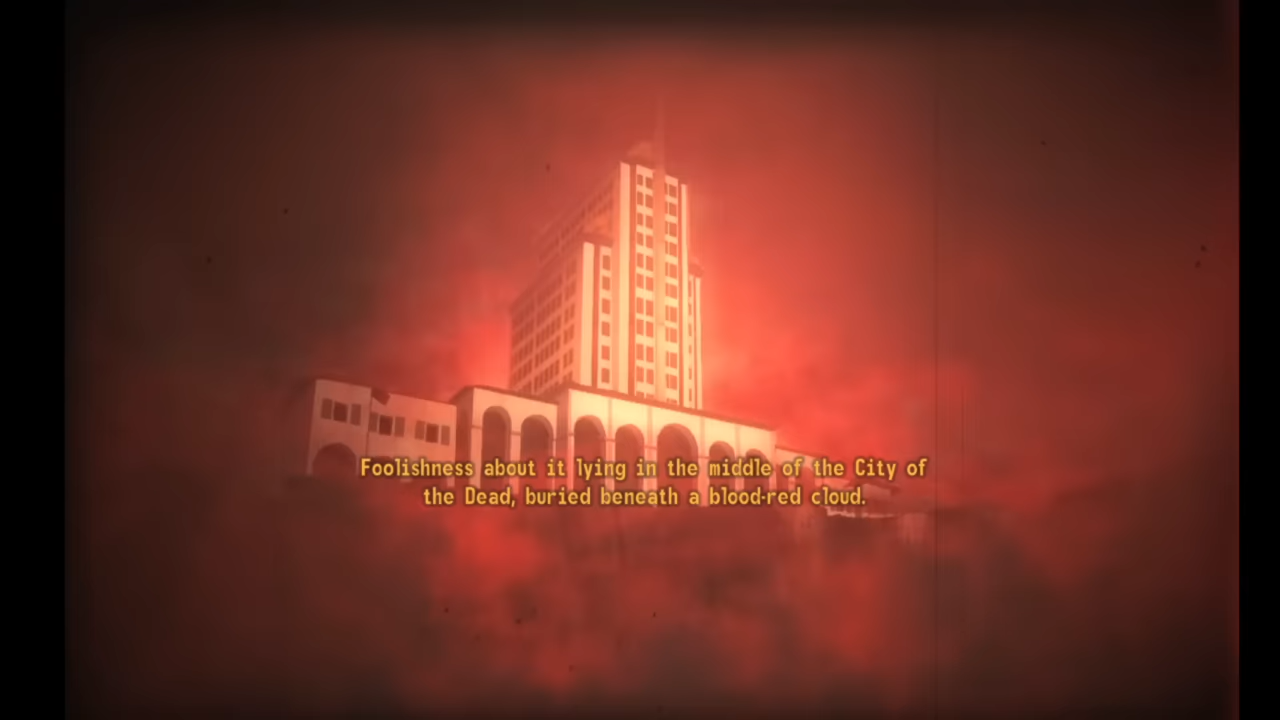 Foolishness about it lying in the middle of the City of
the Dead, buried beneath a blood-red cloud.